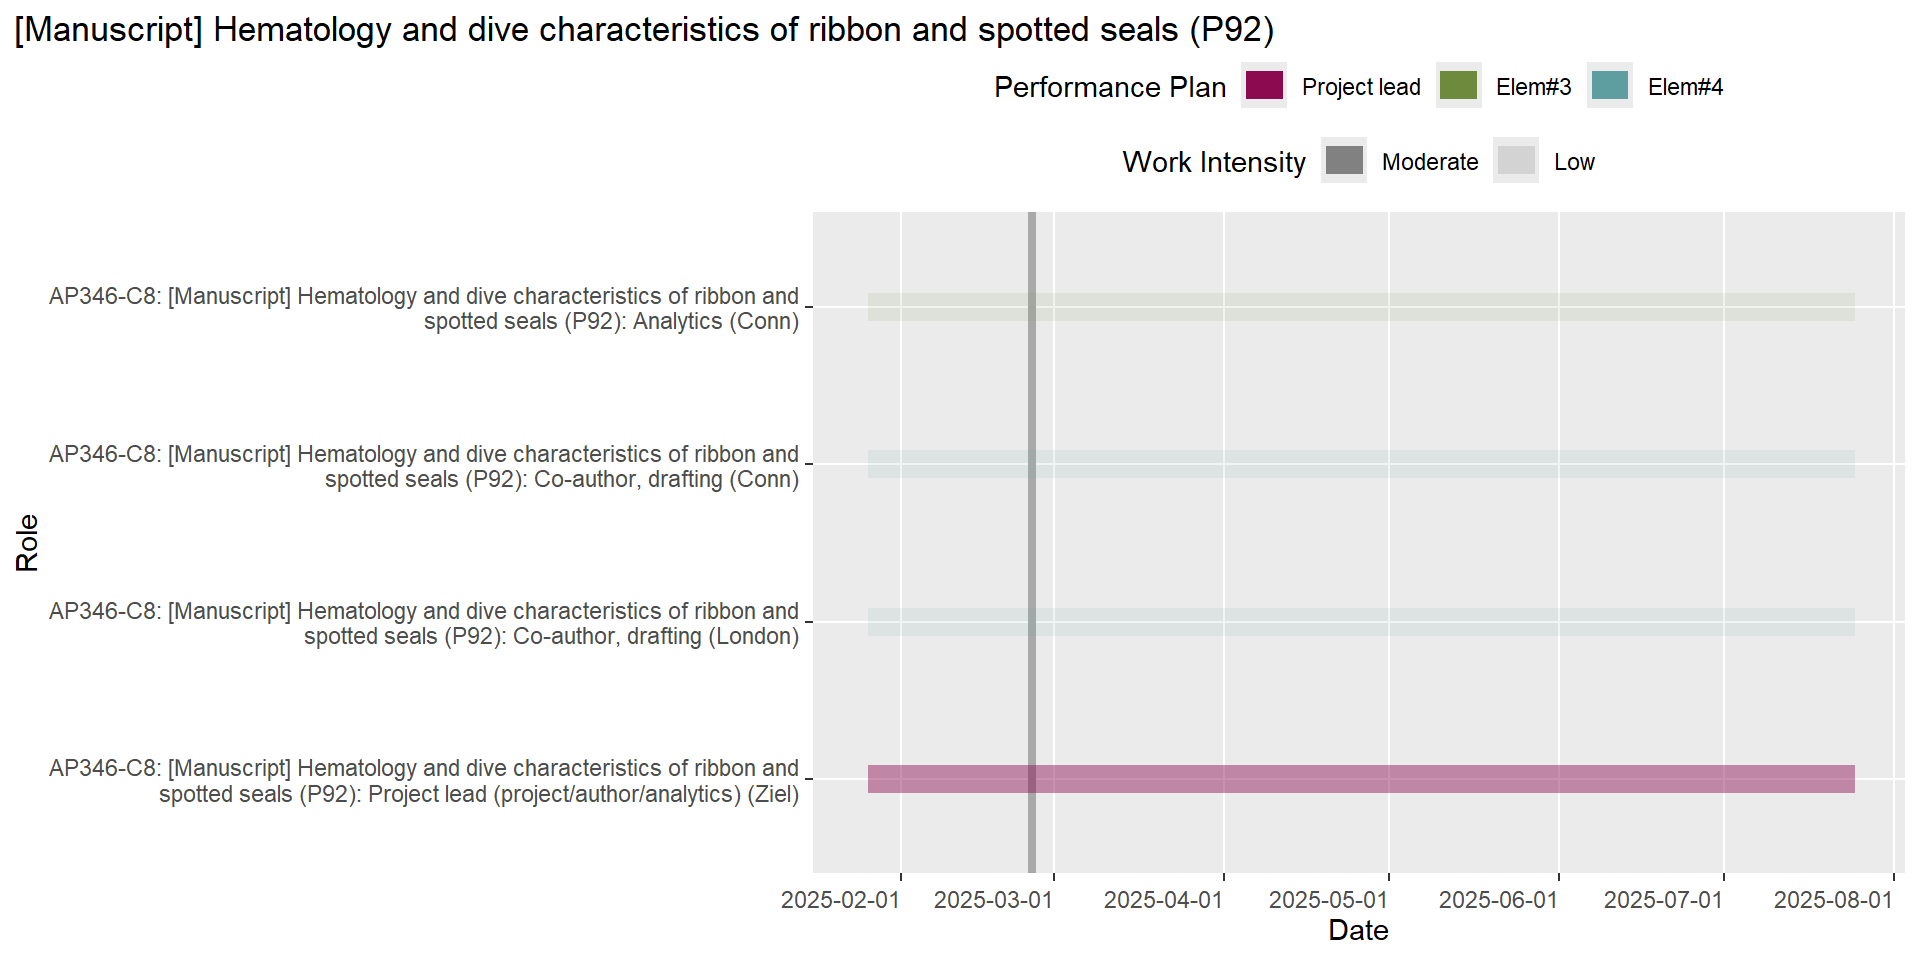 [Manuscript] Hematology and dive characteristics of ribbon and spotted seals (P92)
Performance Plan Project lead Elem#3 Elem#4
Work Intensity Moderate Low
AP346-C8: [Manuscript] Hematology and dive characteristics of ribbon and
spotted seals (P92): Analytics (Conn)
AP346-C8: [Manuscript] Hematology and dive characteristics of ribbon and
spotted seals (P92): Co-author, drafting (Conn)
AP346-C8: [Manuscript] Hematology and dive characteristics of ribbon and
spotted seals (P92): Co-author, drafting (London)
AP346-C8: [Manuscript] Hematology and dive characteristics of ribbon and
spotted seals (P92): Project lead (project/author/analytics) (Ziel)
Role
2025-02-01 2025-03-01 2025-04-01 2025-05-01 2025-06-01 2025-07-01 2025-08-01
Date